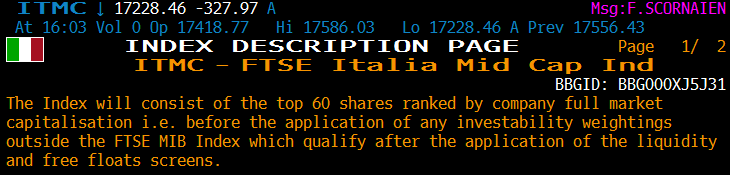 ITMC ↓ 17228.46 -327.97 A Msg:F.SCORNAIEN
At 16:03 Vol 0 Op 17418.77 Hi 17586.03 Lo 17228.46 A Prev 17556.43
INDEX DESCRIPTION PAGE Page 1/ 2
ITMC - FTSE Italia Mid Cap Ind
BBGID: BBG000XJ5J31
The Index will consist of the top 60 shares ranked by company full market
capitalisation i.e. before the application of any investability weightings
outside the FTSE MIB Index which qualify after the application of the liquidity
and free floats screens.